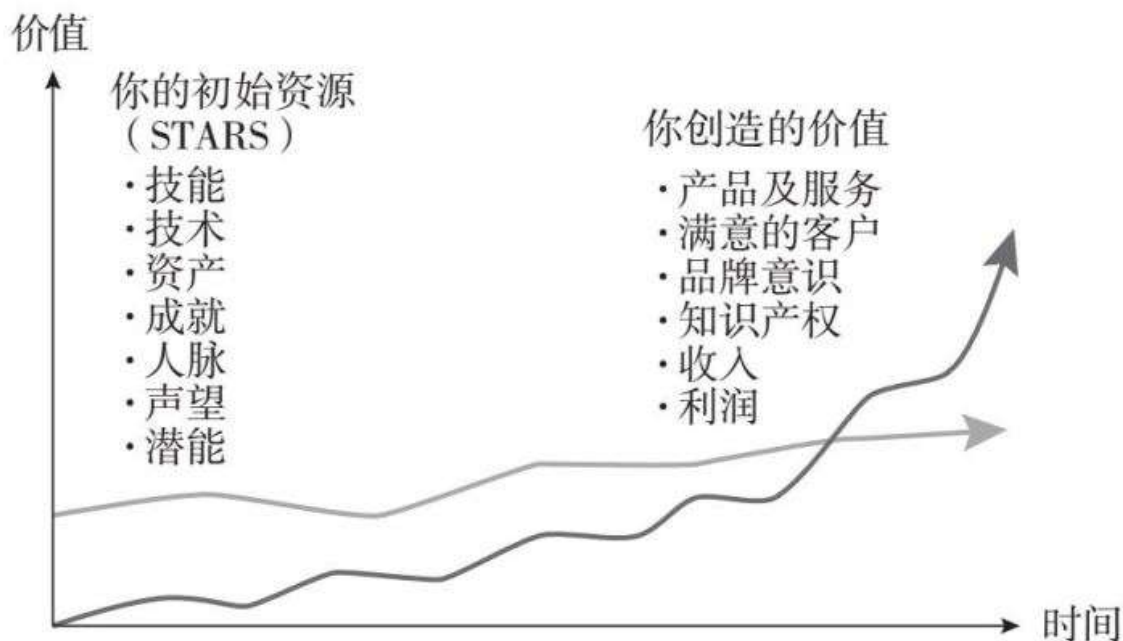 价值
你的初始资源
（STARS）
·技能
·技术
·资产
·成就
·人脉
·声望
·潜能
你创造的价值
·产品及服务
·满意的客户
·品牌意识
·知识产权
·收入
·利润
时间